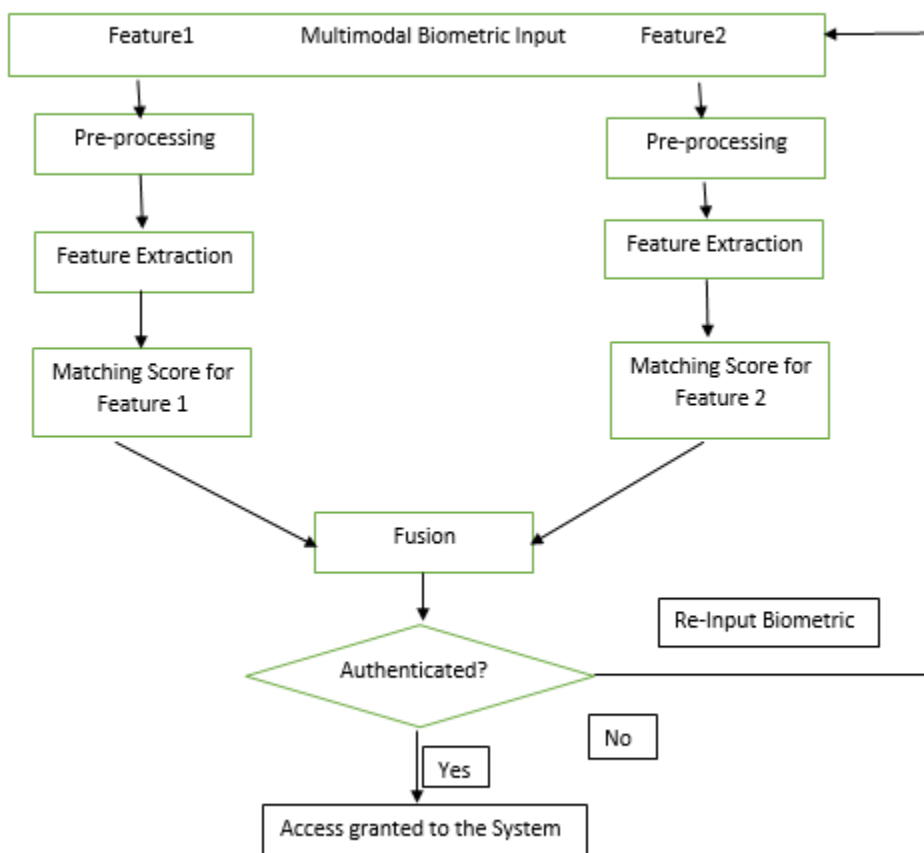 Feature1 Multimodal Biometric Input Feature2
Pre-processing
Pre-processing
Feature Extraction
Feature Extraction
Matching Score for
Feature 1
Matching Score for
Feature 2
Fusion
Re-Input Biometric
Authenticated?
No
Yes
Access granted to the System